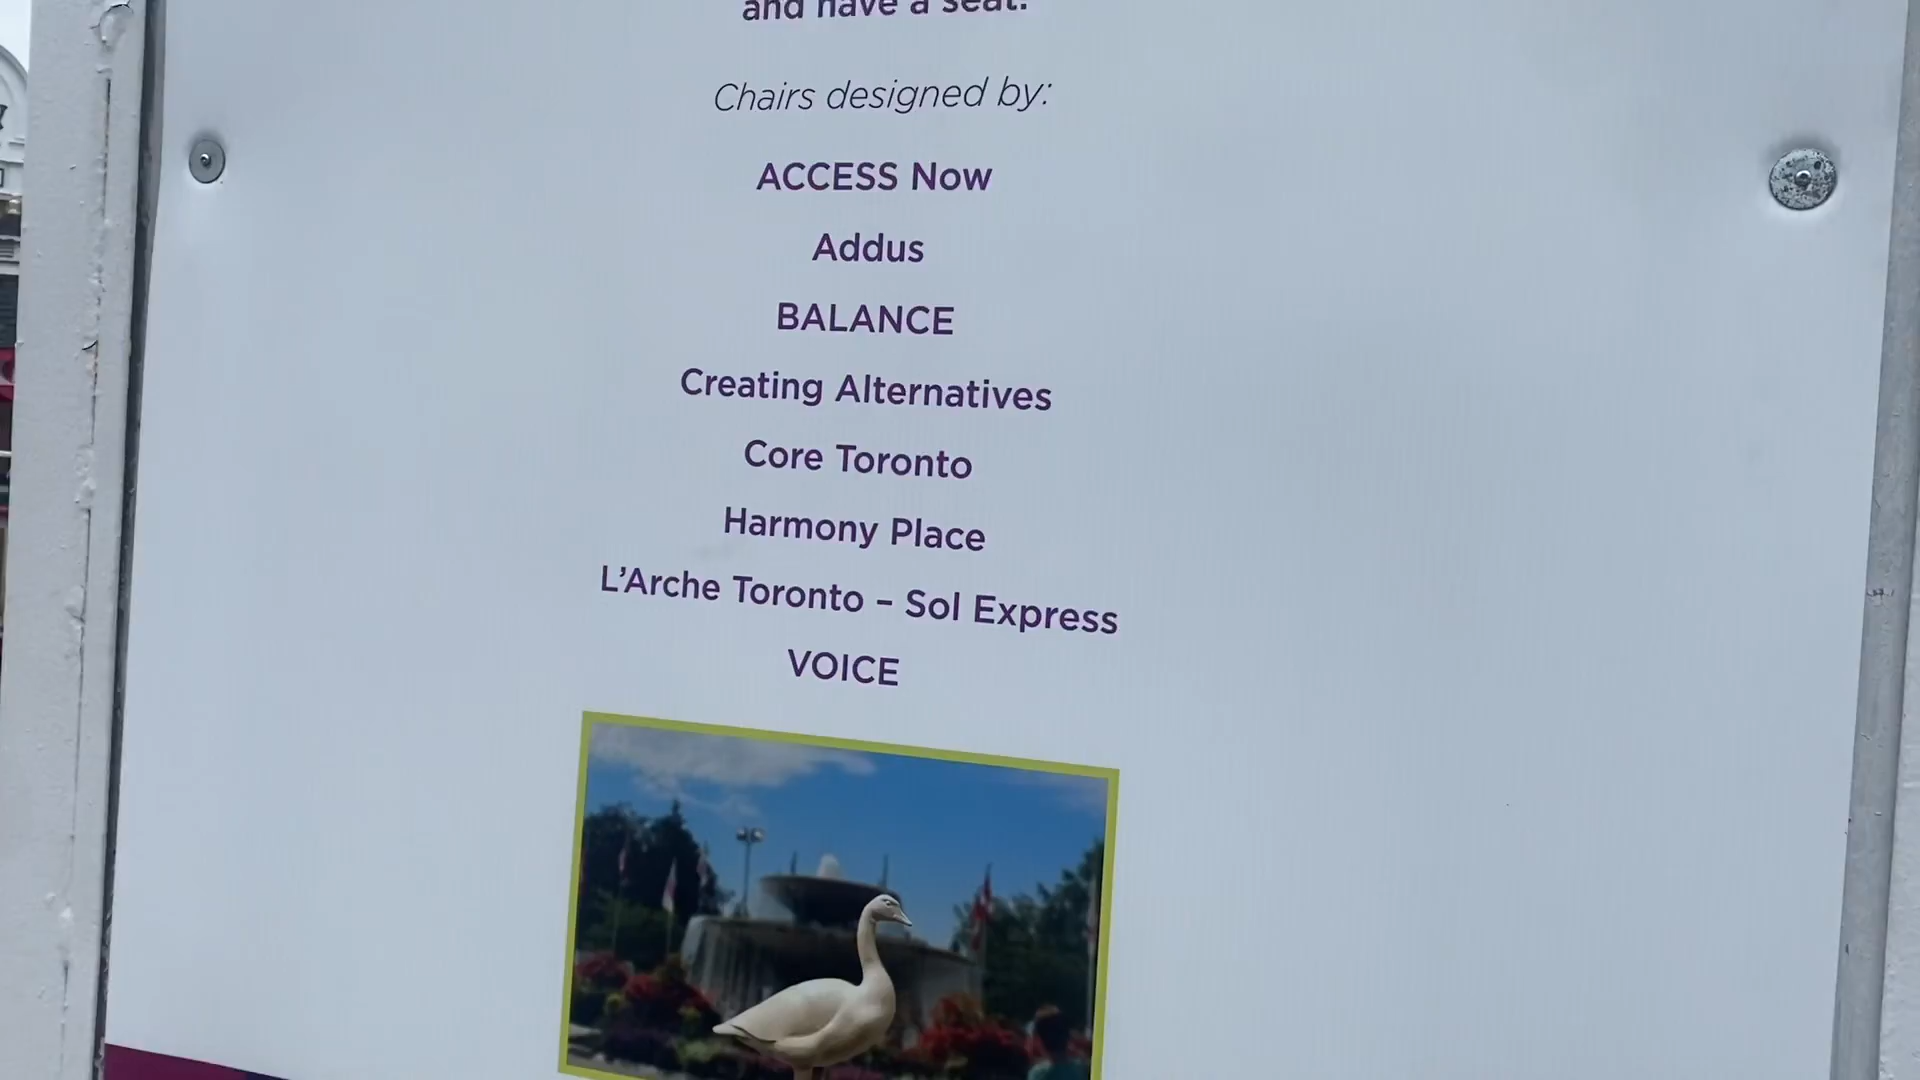 and have a seat.
Chairs designed by:
ACCESS Now
Addus
BALANCE
Creating Alternatives
Core Toronto
Harmony Place
L’Arche Toronto – Sol Express
VOICE